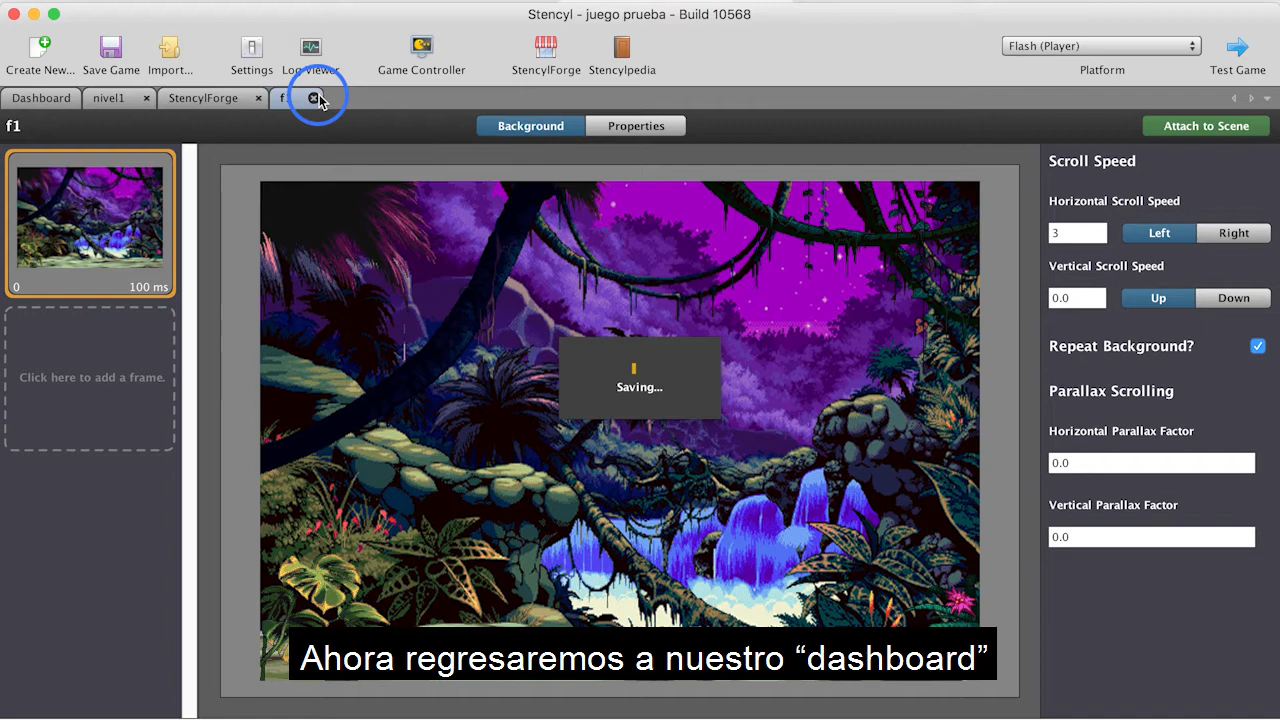 Stencyl - juego prueba - Build 10568
Create New... Save Game Import... Settings Log Viewer Game Controller StencylForge Stencylpedia Flash (Player) Platform Test Game
Dashboard nivel1 StencylForge
f1 Background Properties Attach to Scene
0 100 ms
Click here to add a frame.
Saving...
Scroll Speed
Horizontal Scroll Speed
3 Left Right
Vertical Scroll Speed
0.0 Up Down
Repeat Background?
Parallax Scrolling
Horizontal Parallax Factor
0.0
Vertical Parallax Factor
0.0
Ahora regresaremos a nuestro “dashboard”